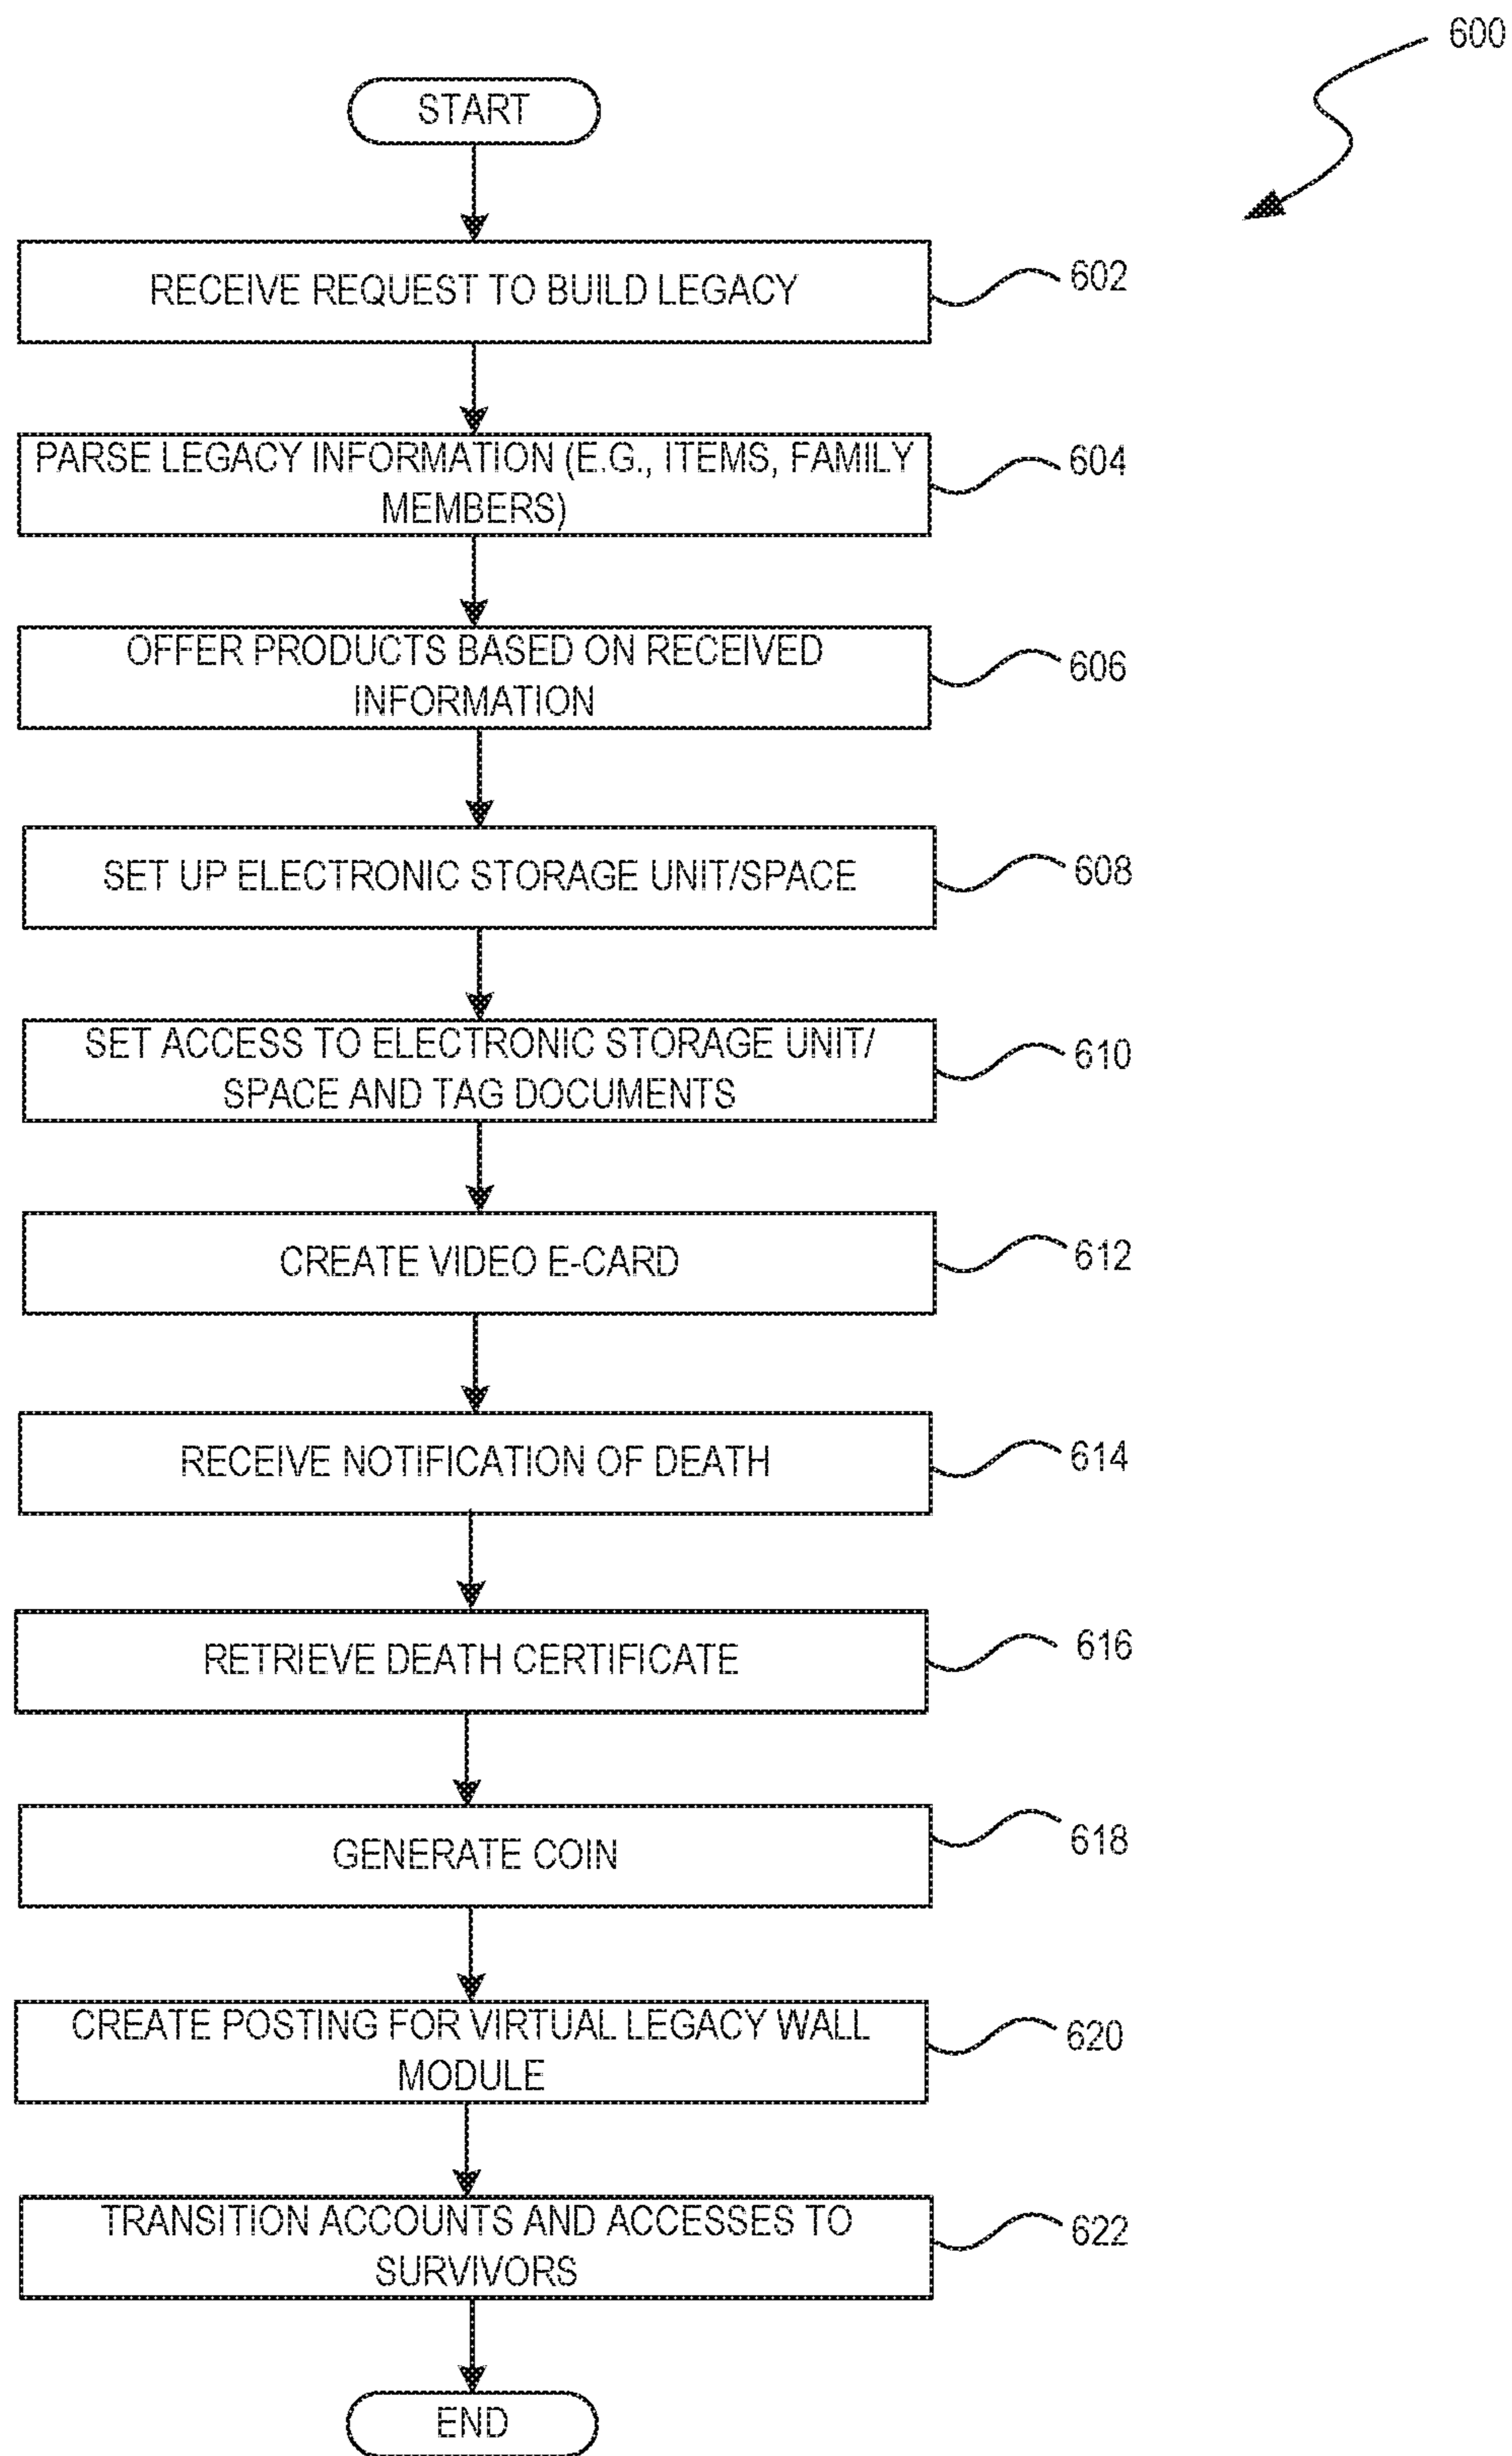 600
START
RECEIVE REQUEST TO BUILD LEGACY
602
PARSE LEGACY INFORMATION (E.G., ITEMS, FAMILY
MEMBERS)
604
OFFER PRODUCTS BASED ON RECEIVED
INFORMATION
606
SET UP ELECTRONIC STORAGE UNIT/SPACE
608
SET ACCESS TO ELECTRONIC STORAGE UNIT/
SPACE AND TAG DOCUMENTS
610
CREATE VIDEO E-CARD
612
RECEIVE NOTIFICATION OF DEATH
614
RETRIEVE DEATH CERTIFICATE
616
GENERATE COIN
618
CREATE POSTING FOR VIRTUAL LEGACY WALL
MODULE
620
TRANSITION ACCOUNTS AND ACCESSES TO
SURVIVORS
622
END